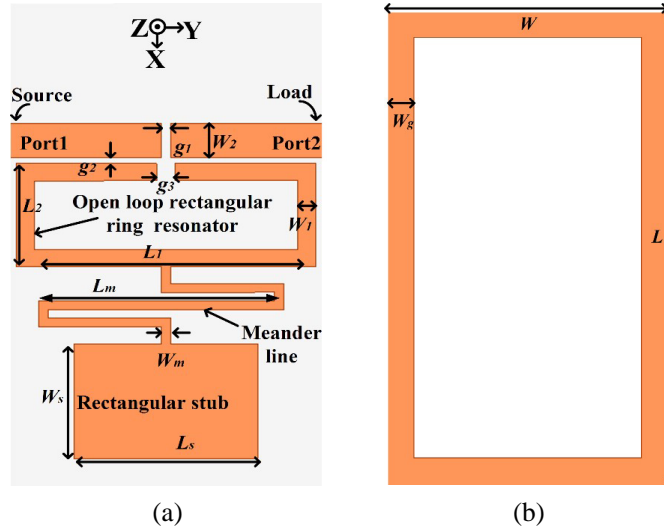 Z Y
X
W
Source
Load
Port1
W2
Port2
g1
Wg
g2
g3
L2
Open loop rectangular
ring resonator
W1
L
L1
Lm
Meander
line
Wm
Ws
Rectangular stub
Ls
(a)
(b)